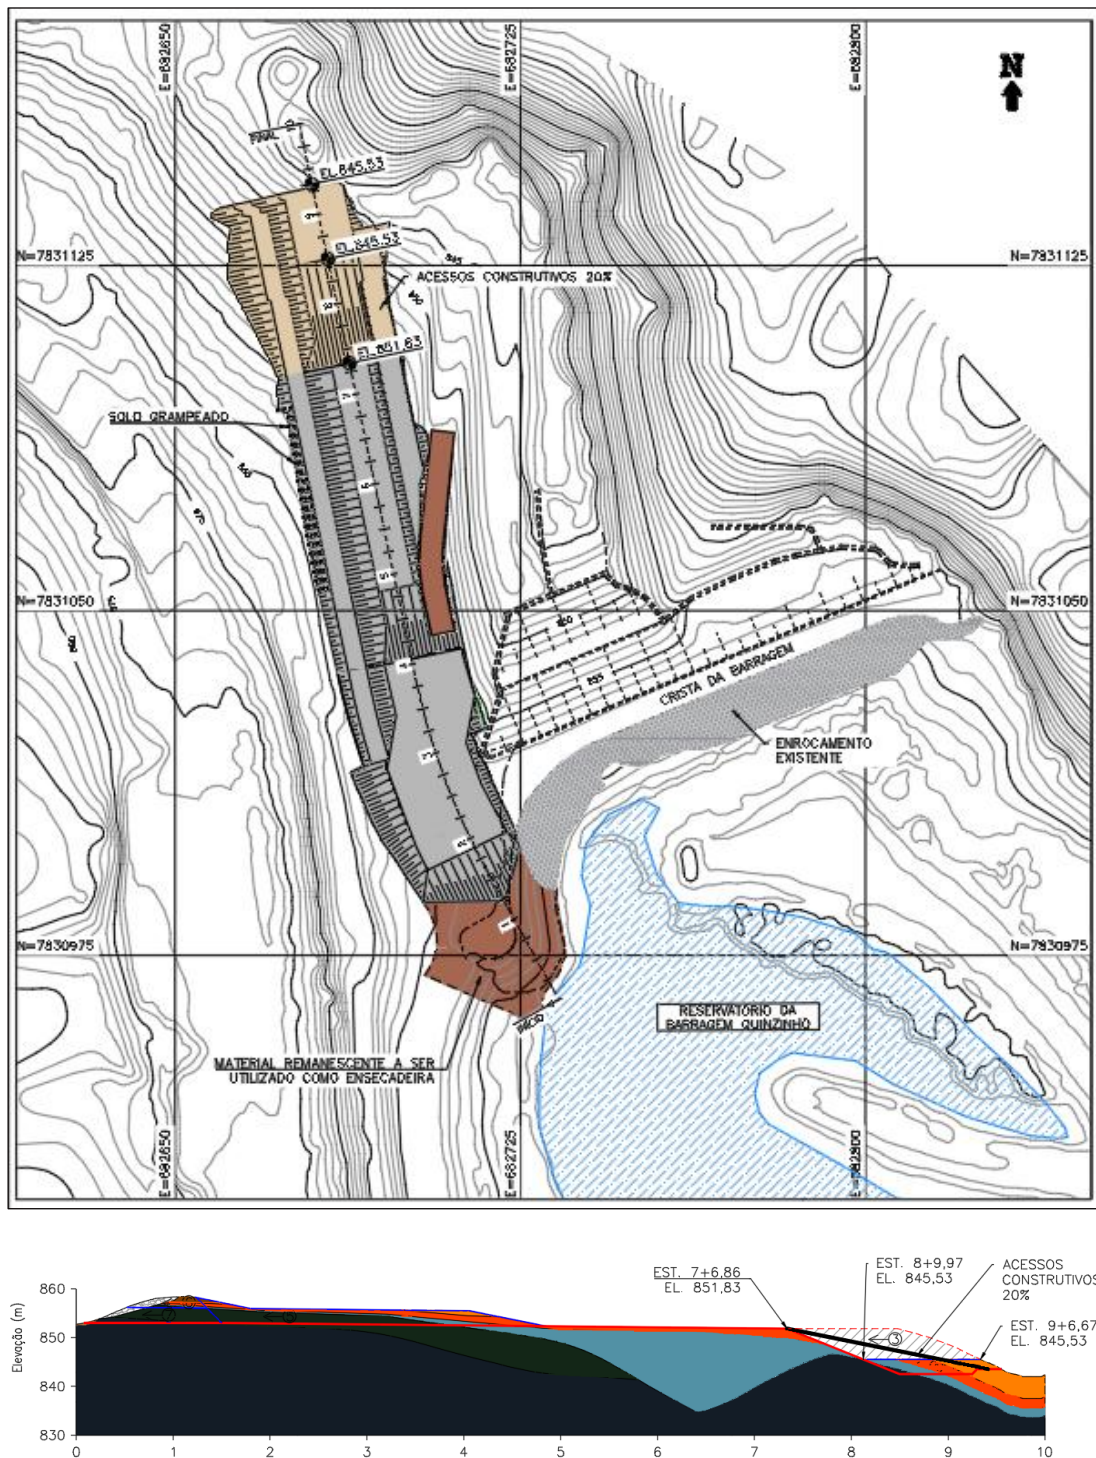 E=682650
E=682725
E=682800
N
FINAL
EL.845,53
EL.845,53
N=7831125
N=7831125
ACESSOS CONSTRUTIVOS 20%
EL.851,83
SOLO GRAMPEADO
N=7831050
N=7831050
CRISTA DA BARRAGEM
ENROCAMENTO
EXISTENTE
N=7830975
N=7830975
RESERVATÓRIO DA
BARRAGEM QUINZINHO
INÍCIO
MATERIAL REMANESCENTE A SER
UTILIZADO COMO ENSECADEIRA
E=682650
E=682725
E=682800
EST. 7+6,86
EL. 851,83
EST. 8+9,97
EL. 845,53
ACESSOS
CONSTRUTIVOS
20%
EST. 9+6,67
EL. 845,53
Elevação (m)
860
850
840
830
3
0 1 2 3 4 5 6 7 8 9 10